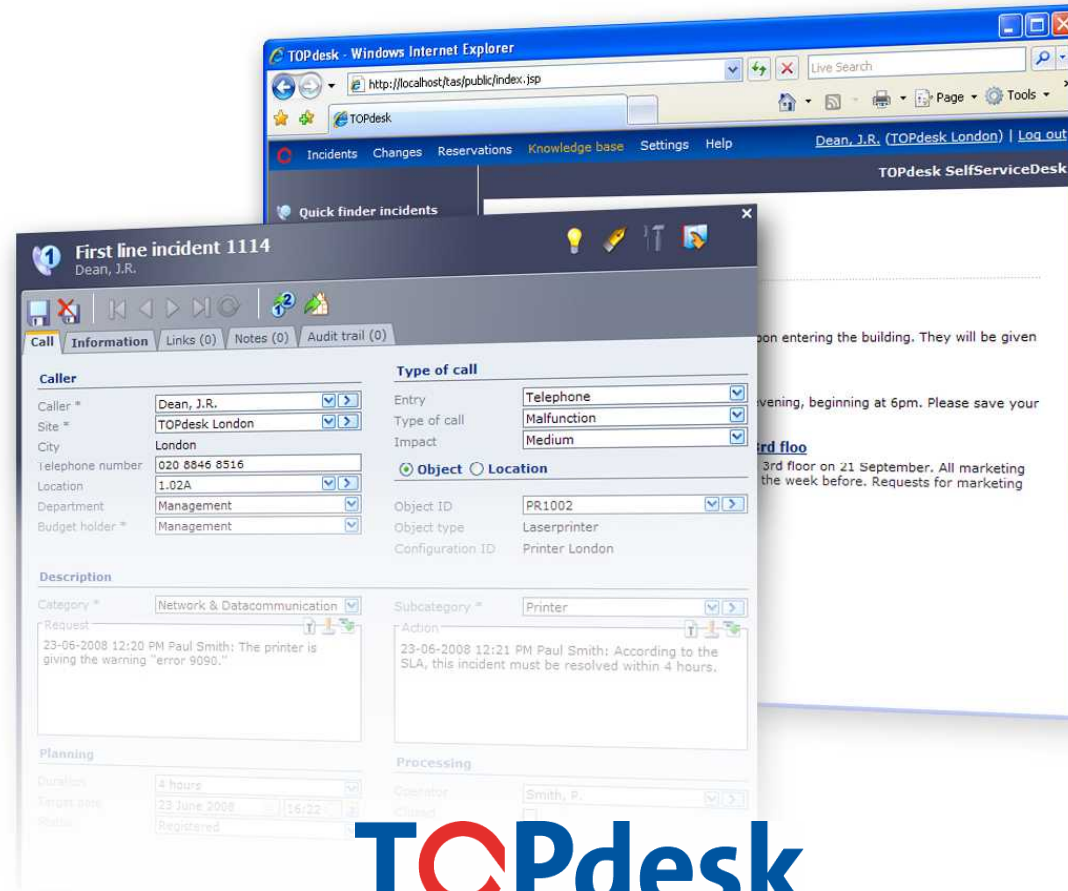 TOPdesk - Windows Internet Explorer
http://localhost/tas/public/index.jsp
Live Search
TOPdesk
Page
Tools
Incidents Changes Reservations Knowledge base Settings Help
Dean, J.R. (TOPdesk London) | Log out
TOPdesk SelfServiceDesk
Quick finder incidents
pon entering the building. They will be given
evening, beginning at 6pm. Please save your
3rd floo
3rd floor on 21 September. All marketing
the week before. Requests for marketing
1
First line incident 1114
Dean, J.R.
Call Information Links (0) Notes (0) Audit trail (0)
Caller
Caller * Dean, J.R.
Site * TOPdesk London
City London
Telephone number 020 8846 8516
Location 1.02A
Department Management
Budget holder * Management
Type of call
Entry Telephone
Type of call Malfunction
Impact Medium
Object Location
Object ID PR1002
Object type Laserprinter
Configuration ID Printer London
Description
Category * Network & Datacommunication
Subcategory * Printer
Request
23-06-2008 12:20 PM Paul Smith: The printer is
giving the warning "error 9090."
Action
23-06-2008 12:21 PM Paul Smith: According to the
SLA, this incident must be resolved within 4 hours.
Planning
Duration 4 hours
Target date 23 June 2008 16:22
Status Registered
Processing
Operator Smith, P.
Closed
TOPdesk